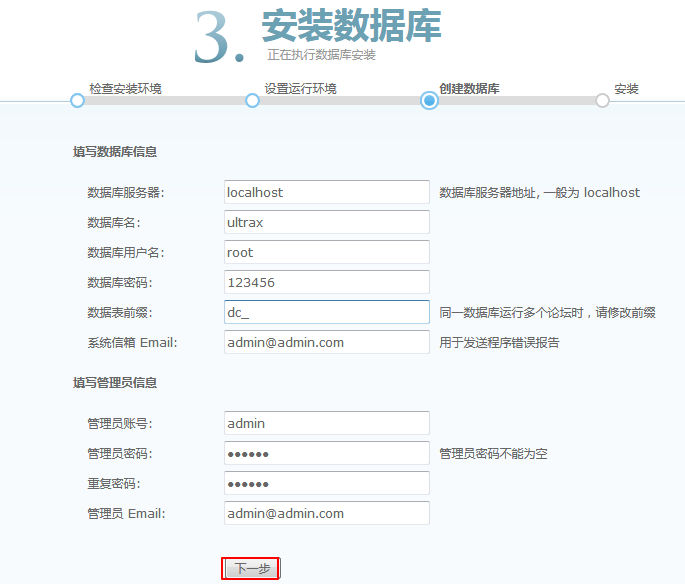 3. 安装数据库
正在执行数据库安装
检查安装环境 设置运行环境 创建数据库 安装
填写数据库信息
数据库服务器: localhost 数据库服务器地址, 一般为 localhost
数据库名: ultrax
数据库用户名: root
数据库密码: 123456
数据表前缀: dc_ 同一数据库运行多个论坛时，请修改前缀
系统信箱 Email: admin@admin.com 用于发送程序错误报告
填写管理员信息
管理员账号: admin
管理员密码: •••••• 管理员密码不能为空
重复密码: ••••••
管理员 Email: admin@admin.com
下一步